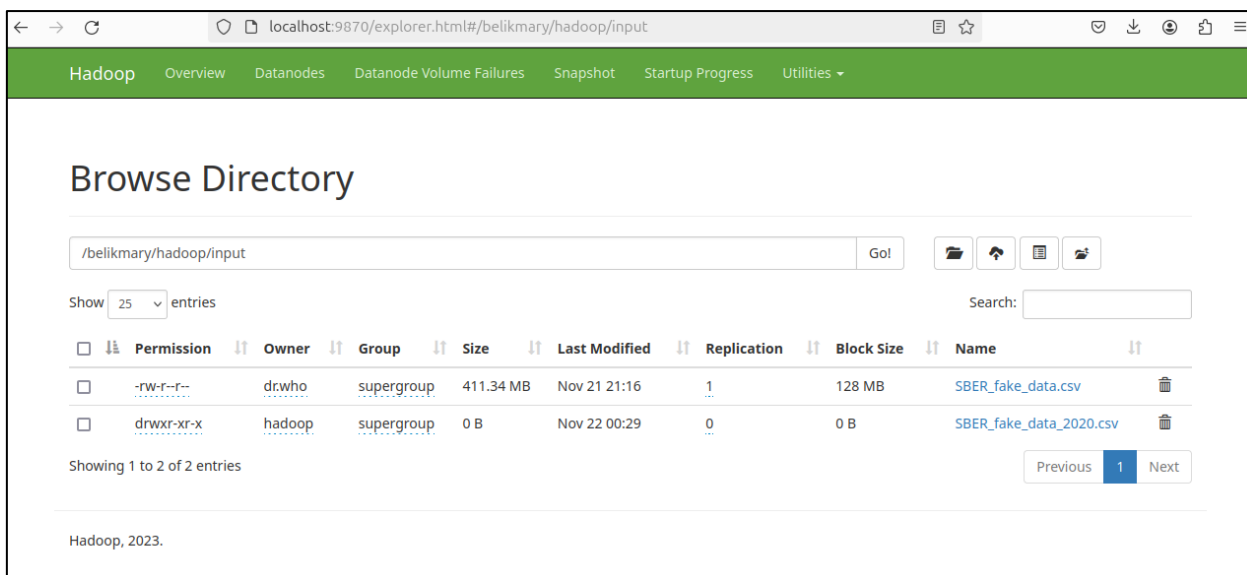 localhost:9870/explorer.html#/belikmary/hadoop/input
Hadoop Overview Datanodes Datanode Volume Failures Snapshot Startup Progress Utilities
Browse Directory
/belikmary/hadoop/input Go!
Show 25 entries Search:
Permission Owner Group Size Last Modified Replication Block Size Name
-rw-r--r-- dr.who supergroup 411.34 MB Nov 21 21:16 1 128 MB SBER_fake_data.csv
drwxr-xr-x hadoop supergroup 0 B Nov 22 00:29 0 0 B SBER_fake_data_2020.csv
Showing 1 to 2 of 2 entries Previous 1 Next
Hadoop, 2023.